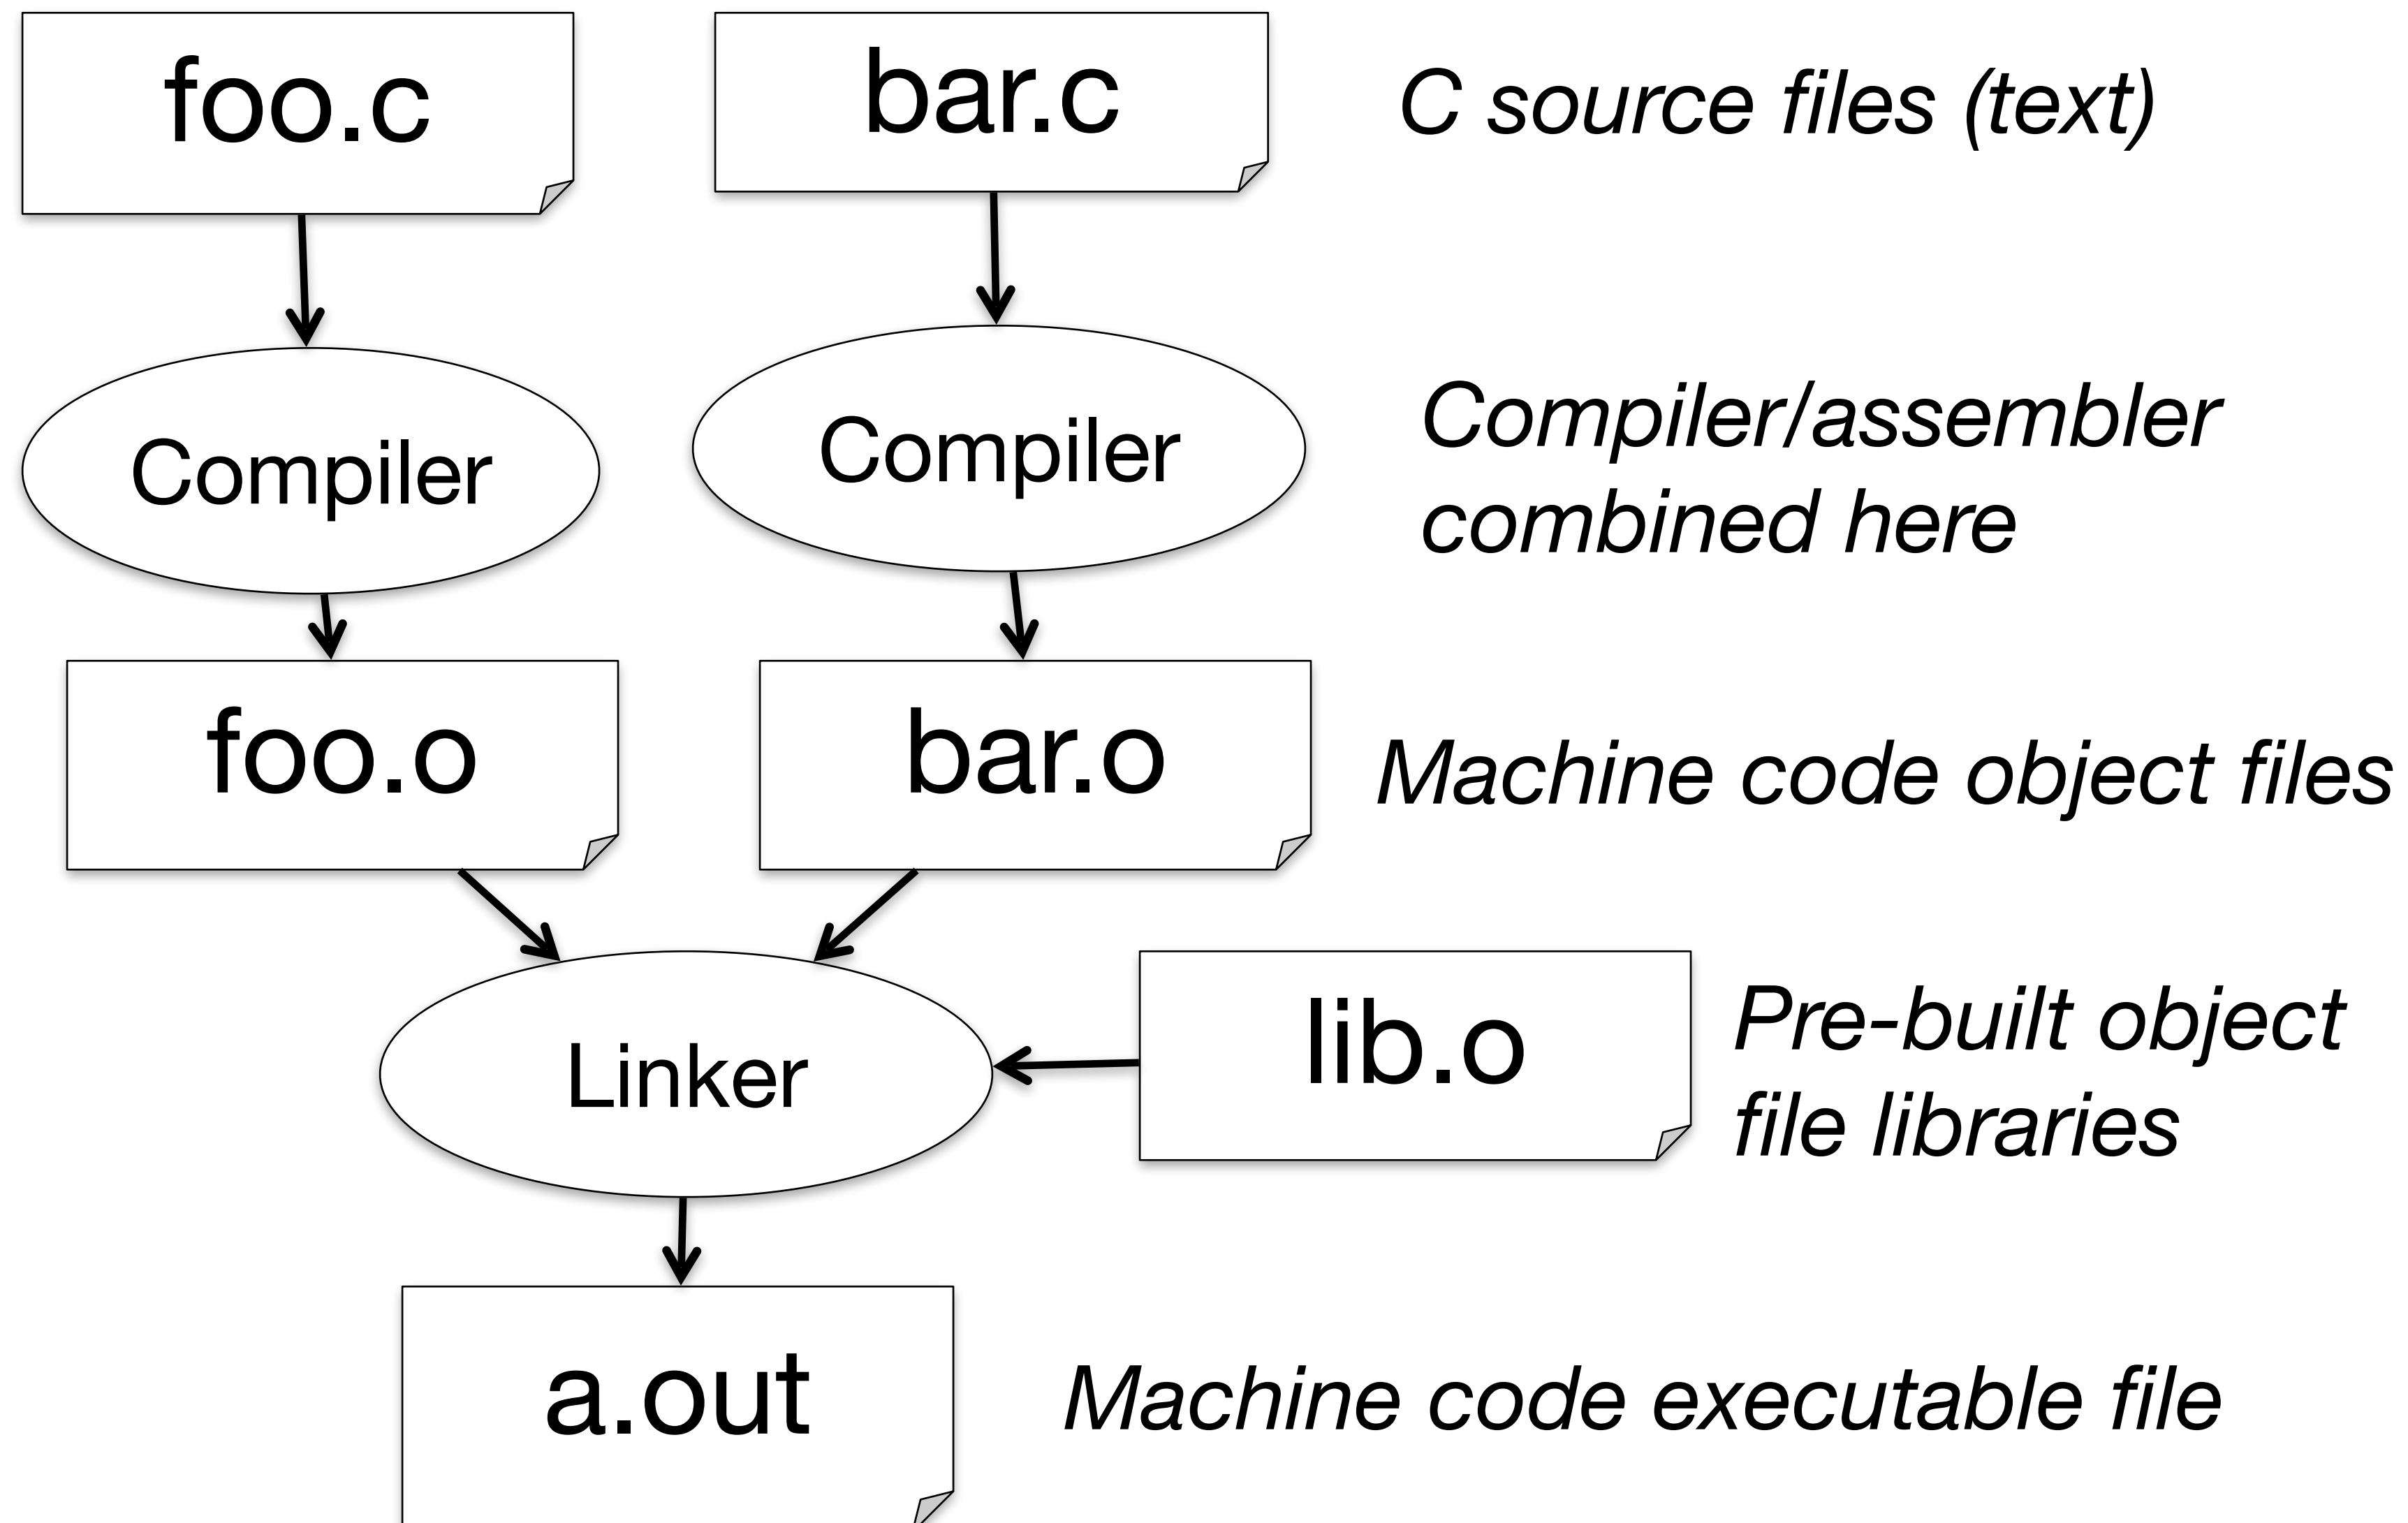 foo.c
bar.c
C source files (text)
Compiler
Compiler
Compiler/assembler
combined here
foo.o
bar.o
Machine code object files
Linker
lib.o
Pre-built object
file libraries
a.out
Machine code executable file